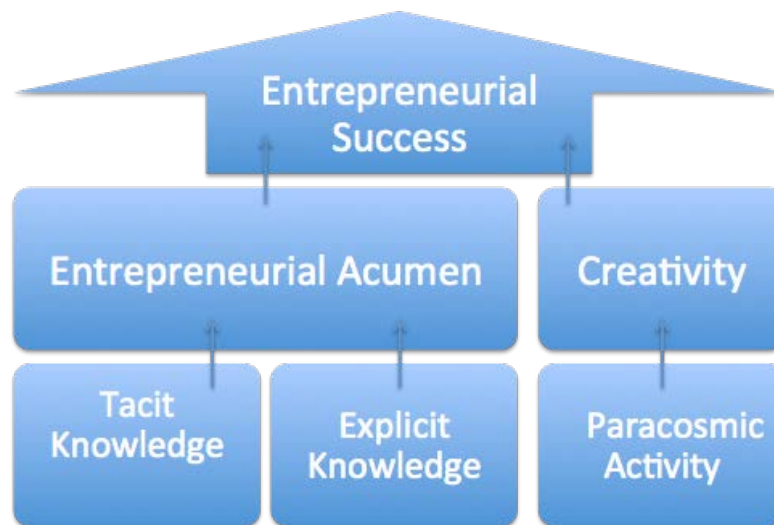 Entrepreneurial
Success
Entrepreneurial Acumen
Creativity
Tacit
Knowledge
Explicit
Knowledge
Paracosmic
Activity